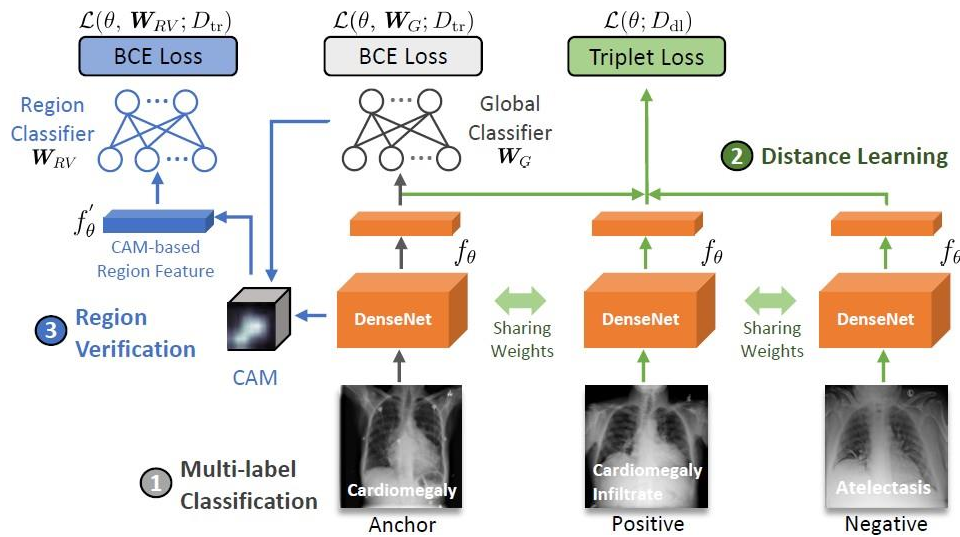 ℒ(θ, W_RV; D_tr)
BCE Loss
Region
Classifier
W_RV
f′_θ
CAM-based
Region Feature
3 Region
Verification
CAM
ℒ(θ, W_G; D_tr)
BCE Loss
Global
Classifier
W_G
ℒ(θ; D_dl)
Triplet Loss
2 Distance Learning
f_θ
f_θ
f_θ
DenseNet
Sharing
Weights
DenseNet
Sharing
Weights
DenseNet
1 Multi-label
Classification
Cardiomegaly
Anchor
Cardiomegaly
Infiltrate
Positive
Atelectasis
Negative